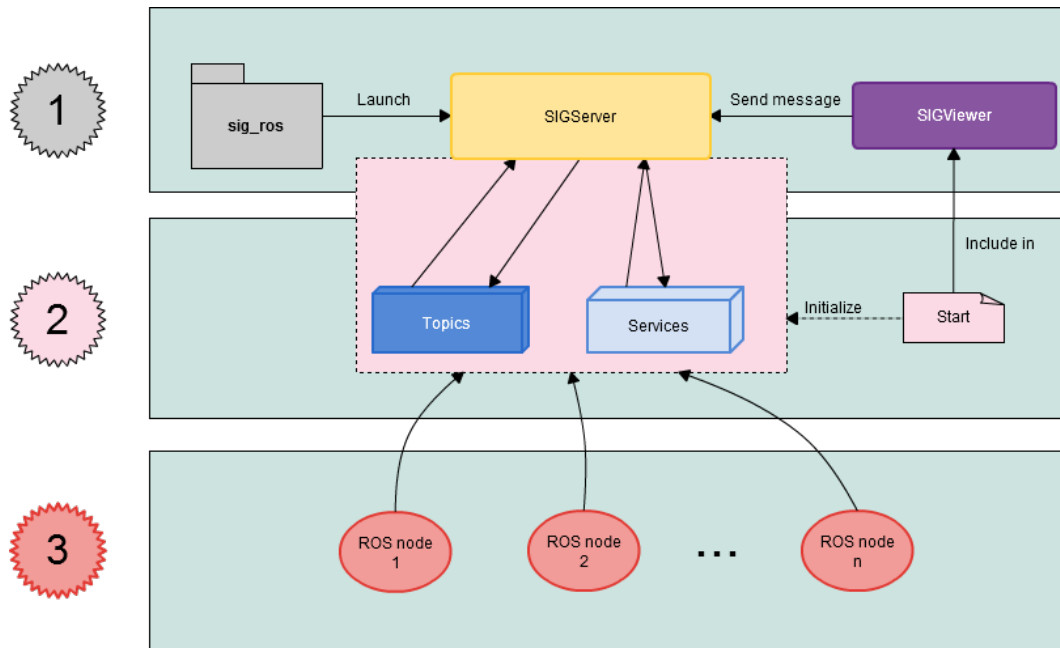 1
sig_ros
Launch
SIGServer
Send message
SIGViewer
Include in
2
Topics
Services
Initialize
Start
3
ROS node
1
ROS node
2
...
ROS node
n